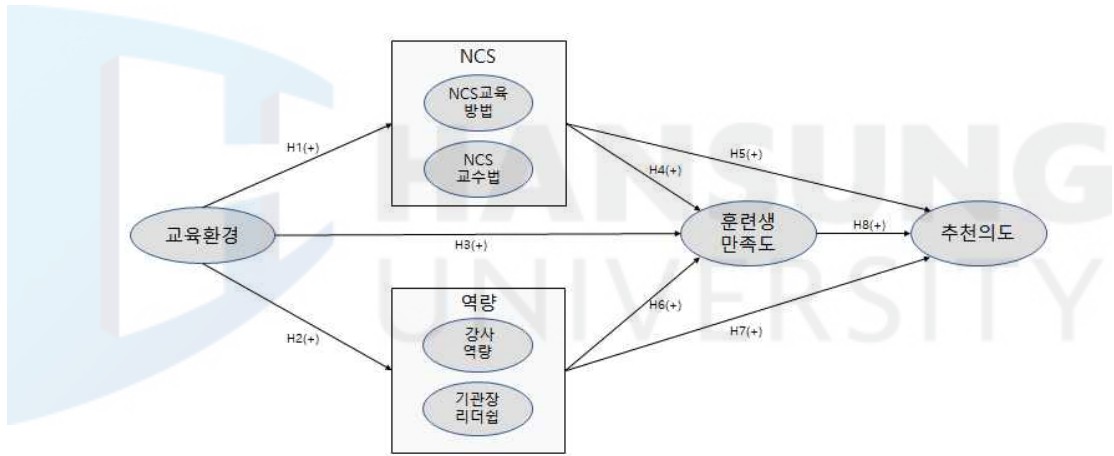 NCS
NCS교육
방법
NCS
교수법
H1(+)
H5(+)
H4(+)
교육환경
H3(+)
훈련생
만족도
H8(+)
추천의도
H2(+)
역량
강사
역량
기관장
리더쉽
H6(+)
H7(+)
HANSUNG
UNIVERSITY